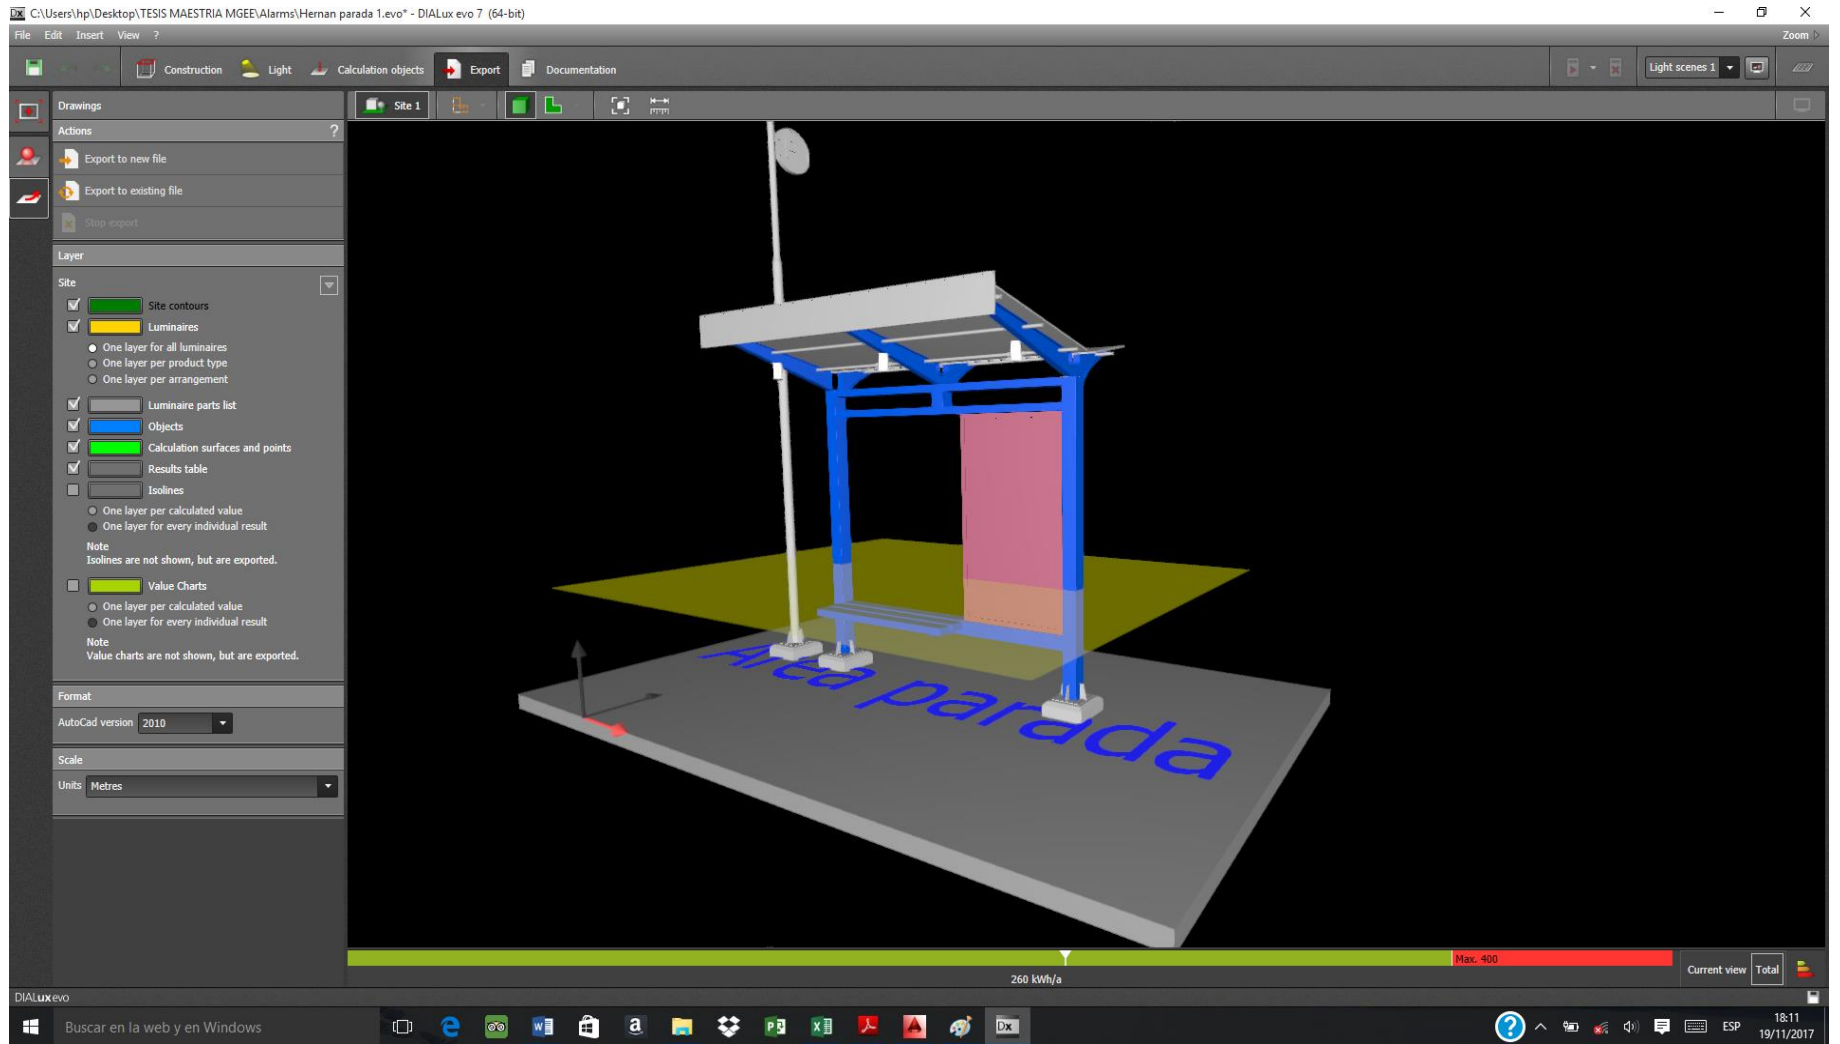 C:\Users\hp\Desktop\TESIS MAESTRIA MGEE\Alarms\Hernan parada 1.evo* - DIALux evo 7 (64-bit)
File Edit Insert View ?
Zoom
Construction Light Calculation objects Export Documentation
Light scenes 1
Drawings
Site 1
Actions ?
Export to new file
Export to existing file
Stop export
Layer
Site
Site contours
Luminaires
One layer for all luminaires
One layer per product type
One layer per arrangement
Luminaire parts list
Objects
Calculation surfaces and points
Results table
Isolines
One layer per calculated value
One layer for every individual result
Note
Isolines are not shown, but are exported.
Value Charts
One layer per calculated value
One layer for every individual result
Note
Value charts are not shown, but are exported.
Format
AutoCad version 2010
Scale
Units Metres
Area parada
Max. 400
260 kWh/a
Current view Total
DIALux evo
Buscar en la web y en Windows
Dx
ESP
18:11
19/11/2017